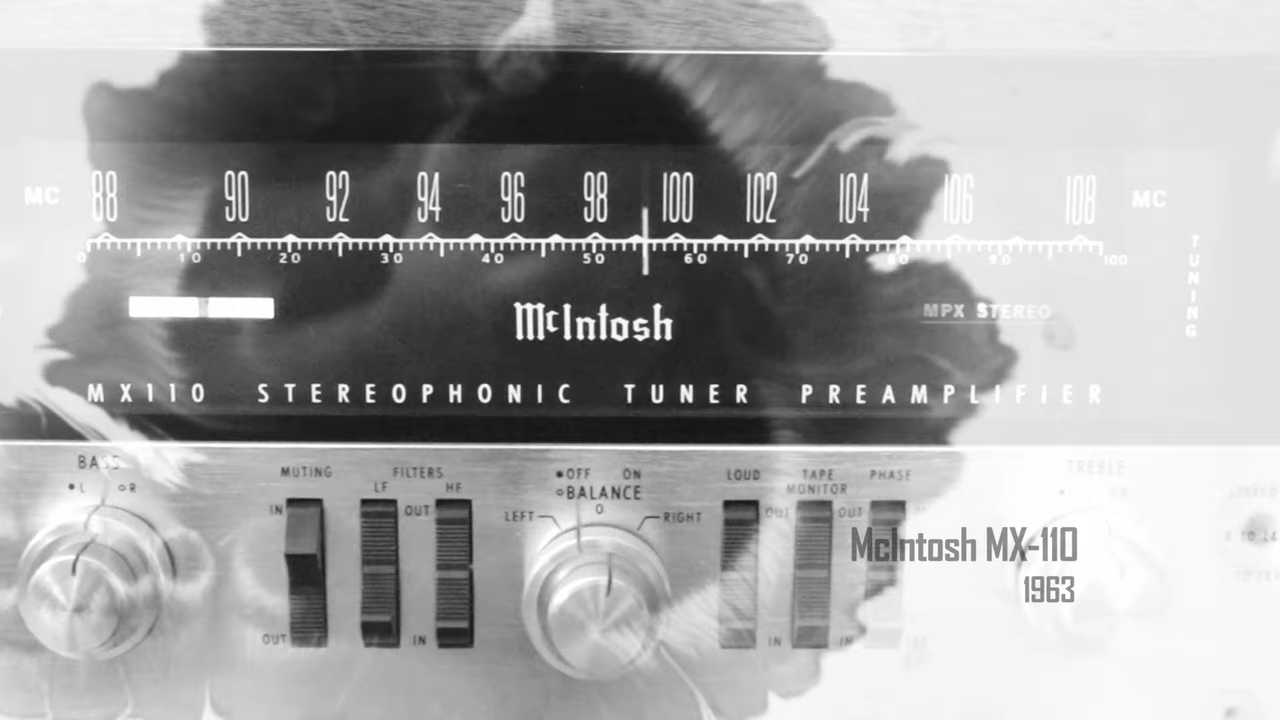 MC 88 90 92 94 96 98 100 102 104 106 108 MC
0 10 20 30 40 50 60 70 80 90 100
TUNING
McIntosh
MPX STEREO
MX110 STEREOPHONIC TUNER PREAMPLIFIER
BASS
L R
MUTING
IN
OUT
FILTERS
LF HF
OUT
IN
OFF ON
BALANCE
0
LEFT RIGHT
LOUD
OUT
IN
TAPE
MONITOR
OUT
IN
PHASE
TREBLE
McIntosh MX-110
1963